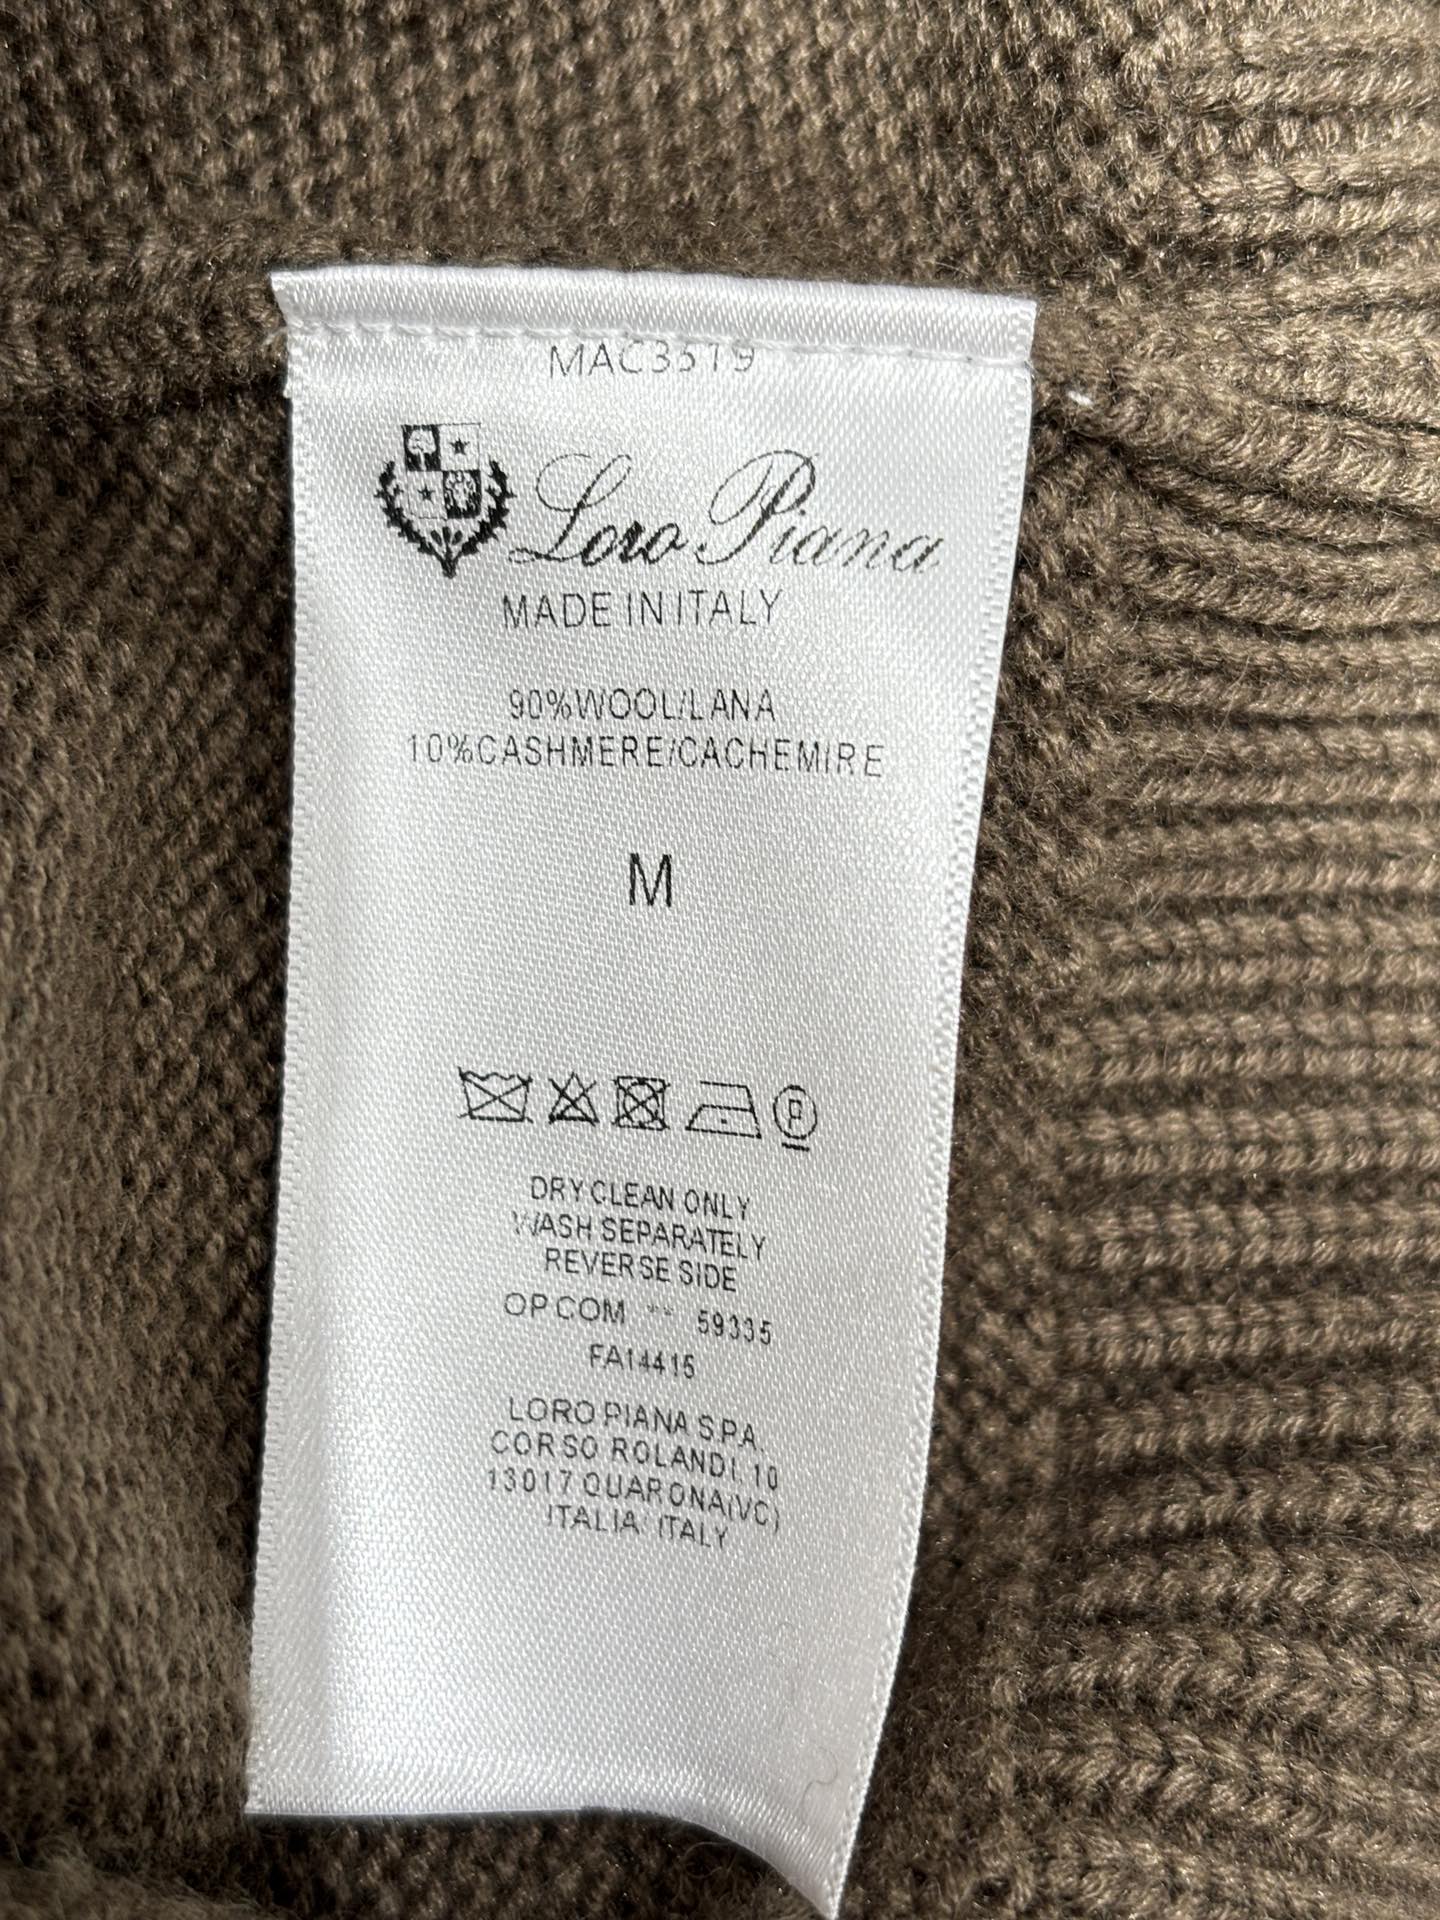 MAC3519
Loro Piana
MADE IN ITALY
90%WOOL/LANA
10%CASHMERE/CACHEMIRE
M
P
DRY CLEAN ONLY
WASH SEPARATELY
REVERSE SIDE
OP COM ** 59335
FA14415
LORO PIANA S.P.A.
CORSO ROLANDI, 10
13017 QUARONA(VC)
ITALIA ITALY